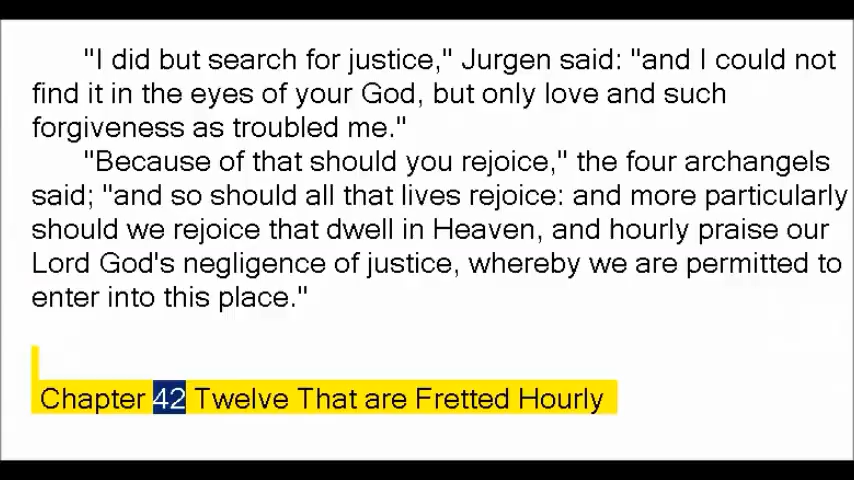 "I did but search for justice," Jurgen said: "and I could not
find it in the eyes of your God, but only love and such
forgiveness as troubled me."
"Because of that should you rejoice," the four archangels
said; "and so should all that lives rejoice: and more particularly
should we rejoice that dwell in Heaven, and hourly praise our
Lord God's negligence of justice, whereby we are permitted to
enter into this place."
Chapter 42 Twelve That are Fretted Hourly